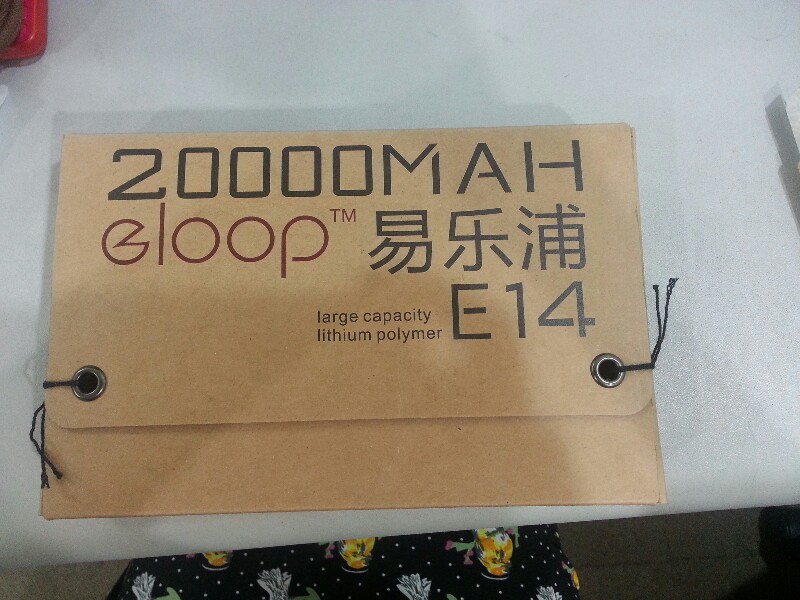 20000MAH
eloop™ 易乐浦
large capacity E14
lithium polymer